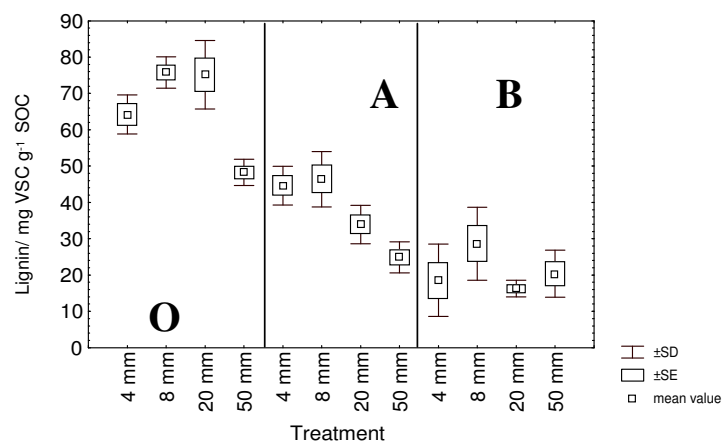 90
80
70
60
50
40
30
20
10
0
Lignin/ mg VSC g⁻¹ SOC
O
A
B
4 mm
8 mm
20 mm
50 mm
4 mm
8 mm
20 mm
50 mm
4 mm
8 mm
20 mm
50 mm
Treatment
±SD
±SE
mean value